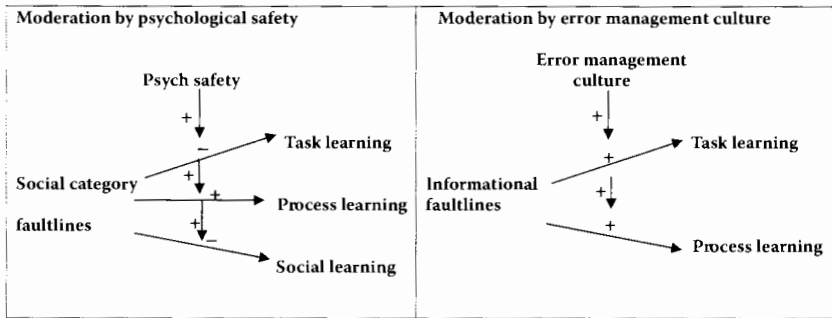 Moderation by psychological safety
Psych safety
+
−
Task learning
+
Social category
+
Process learning
faultlines
+
−
Social learning
Moderation by error management culture
Error management
culture
+
Task learning
+
Informational
+
faultlines
+
Process learning